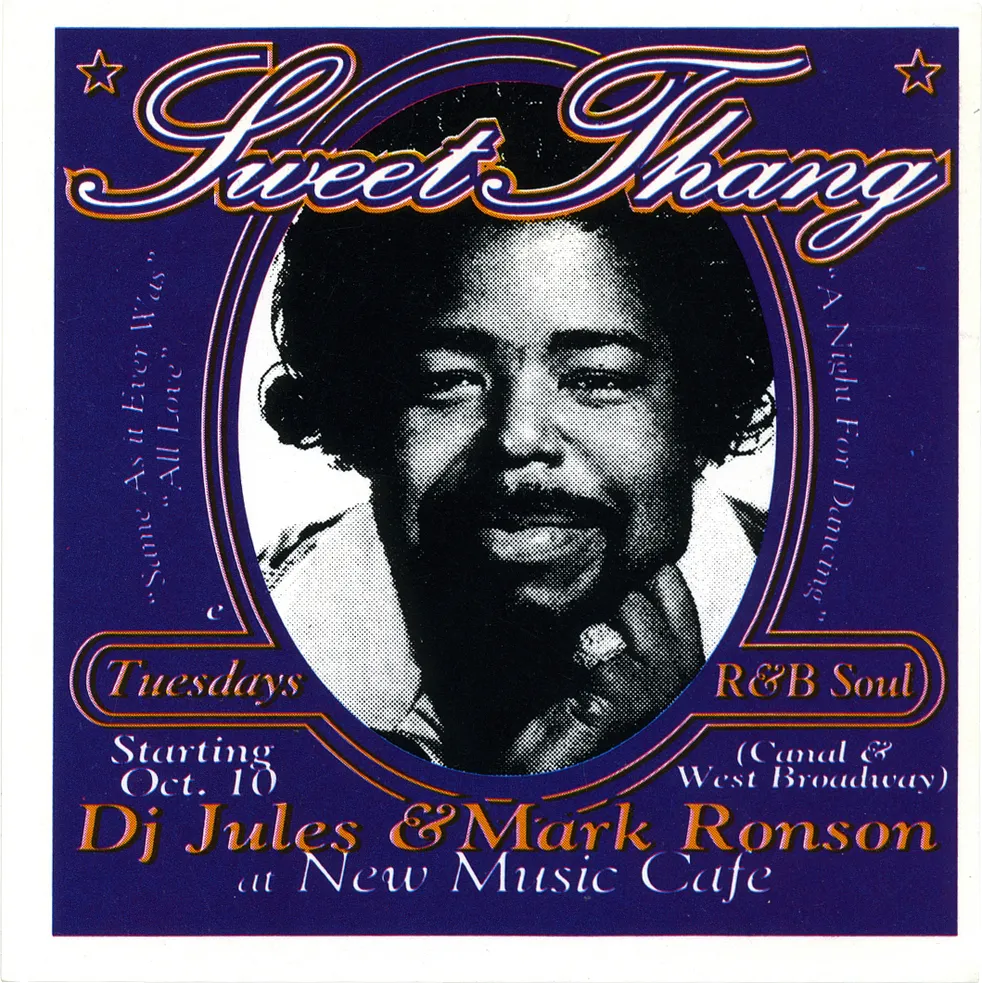 Sweet Thang
"Same As it Ever Was"
"All Love"
"A Night For Dancing"
e
Tuesdays
R&B Soul
Starting
Oct. 10
(Canal &
West Broadway)
Dj Jules & Mark Ronson
at New Music Cafe